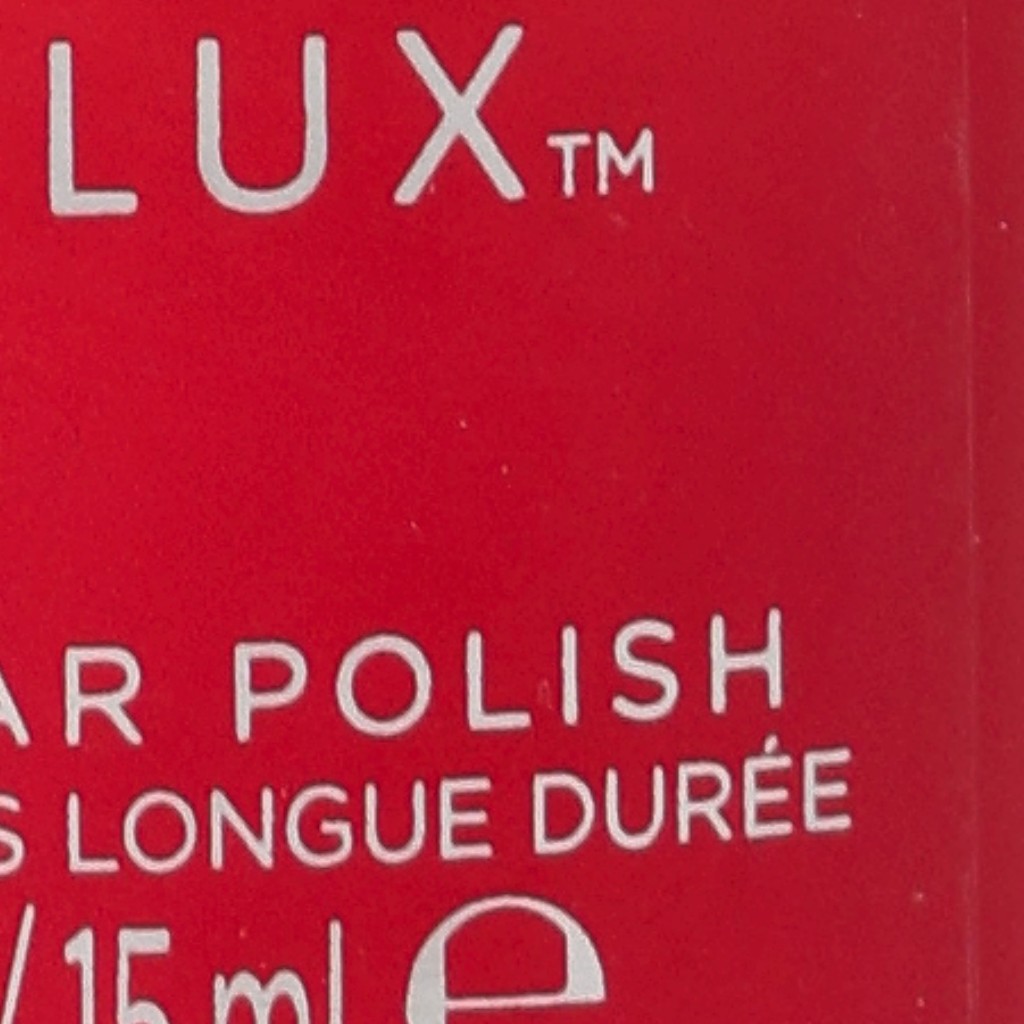 LUX™
AR POLISH
S LONGUE DURÉE
/ 15 ml e